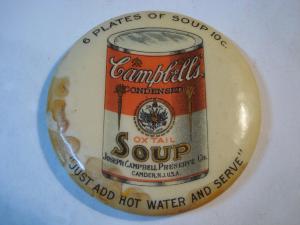 6 PLATES OF SOUP 10c.
Campbell's
CONDENSED
OX TAIL
SOUP
JOSEPH CAMPBELL PRESERVE CO.
CAMDEN, N.J. U.S.A.
"JUST ADD HOT WATER AND SERVE"